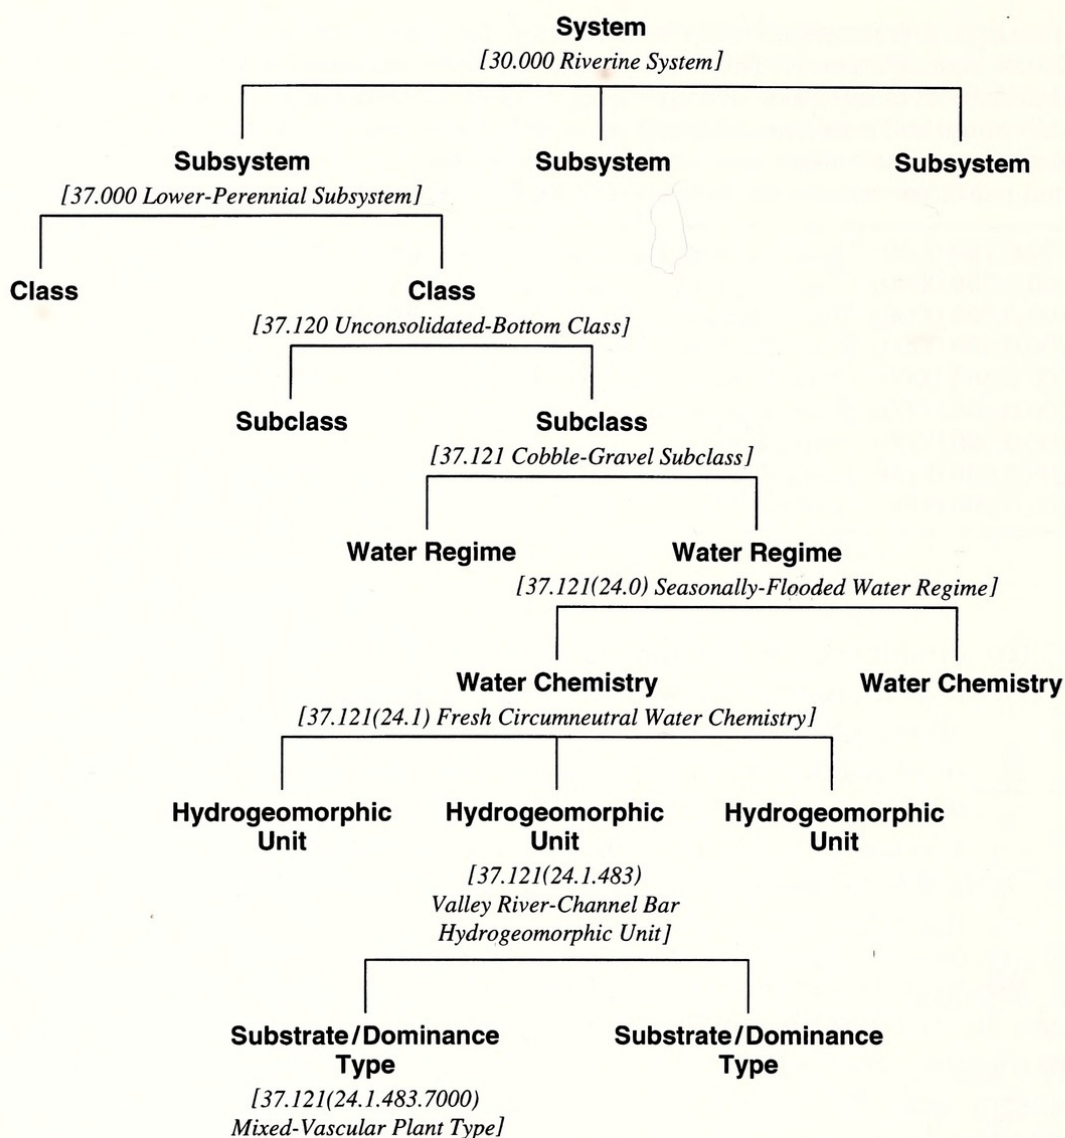 System
[30.000 Riverine System]
Subsystem Subsystem Subsystem
[37.000 Lower-Perennial Subsystem]
Class Class
[37.120 Unconsolidated-Bottom Class]
Subclass Subclass
[37.121 Cobble-Gravel Subclass]
Water Regime Water Regime
[37.121(24.0) Seasonally-Flooded Water Regime]
Water Chemistry Water Chemistry
[37.121(24.1) Fresh Circumneutral Water Chemistry]
Hydrogeomorphic Hydrogeomorphic Hydrogeomorphic
Unit Unit Unit
[37.121(24.1.483)
Valley River-Channel Bar
Hydrogeomorphic Unit]
Substrate/Dominance Substrate/Dominance
Type Type
[37.121(24.1.483.7000)
Mixed-Vascular Plant Type]